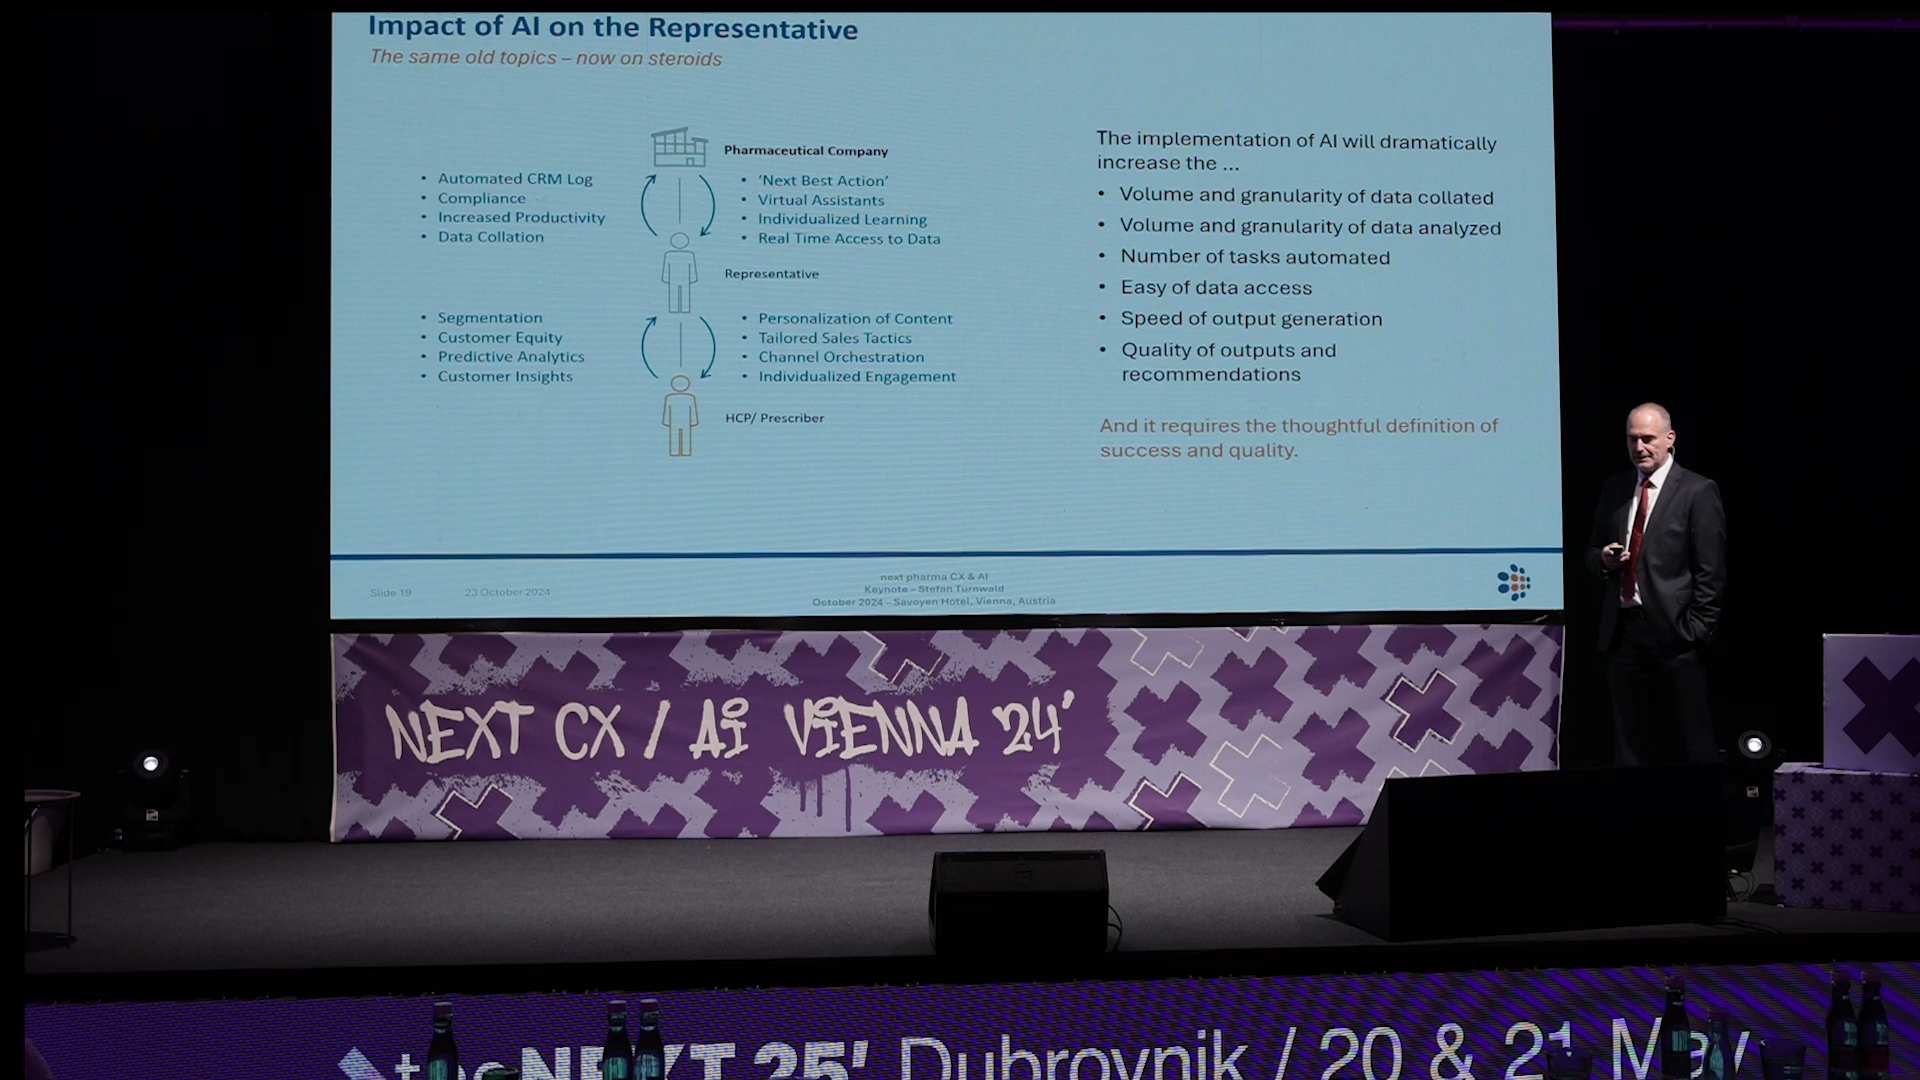 Impact of AI on the Representative
The same old topics – now on steroids
Pharmaceutical Company
• Automated CRM Log
• Compliance
• Increased Productivity
• Data Collation
• ‘Next Best Action’
• Virtual Assistants
• Individualized Learning
• Real Time Access to Data
Representative
• Segmentation
• Customer Equity
• Predictive Analytics
• Customer Insights
• Personalization of Content
• Tailored Sales Tactics
• Channel Orchestration
• Individualized Engagement
HCP/ Prescriber
The implementation of AI will dramatically
increase the ...
• Volume and granularity of data collated
• Volume and granularity of data analyzed
• Number of tasks automated
• Easy of data access
• Speed of output generation
• Quality of outputs and
recommendations
And it requires the thoughtful definition of
success and quality.
Slide 19
23 October 2024
next pharma CX & AI
Keynote – Stefan Turnwald
October 2024 – Savoyen Hotel, Vienna, Austria
NEXT CX / Ai ViENNA 24'
NEXT 25' Dubrovnik / 20 & 21 May